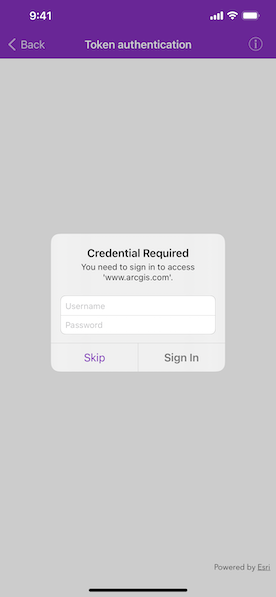 9:41
Back
Token authentication
Credential Required
You need to sign in to access
'www.arcgis.com'.
Username
Password
Skip
Sign In
Powered by Esri